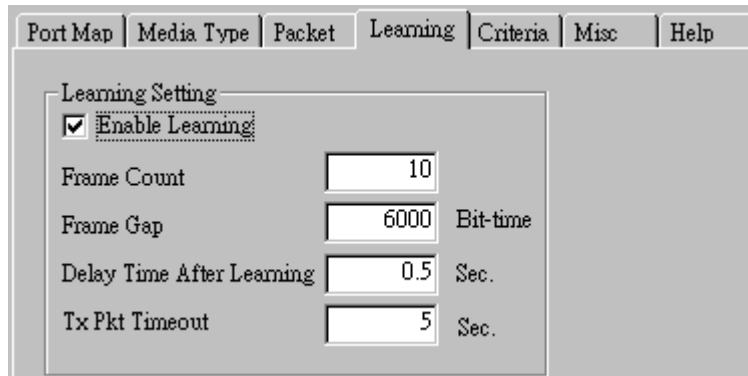 Port Map Media Type Packet Learning Criteria Misc Help
Learning Setting
Enable Learning
Frame Count 10
Frame Gap 6000 Bit-time
Delay Time After Learning 0.5 Sec.
Tx Pkt Timeout 5 Sec.